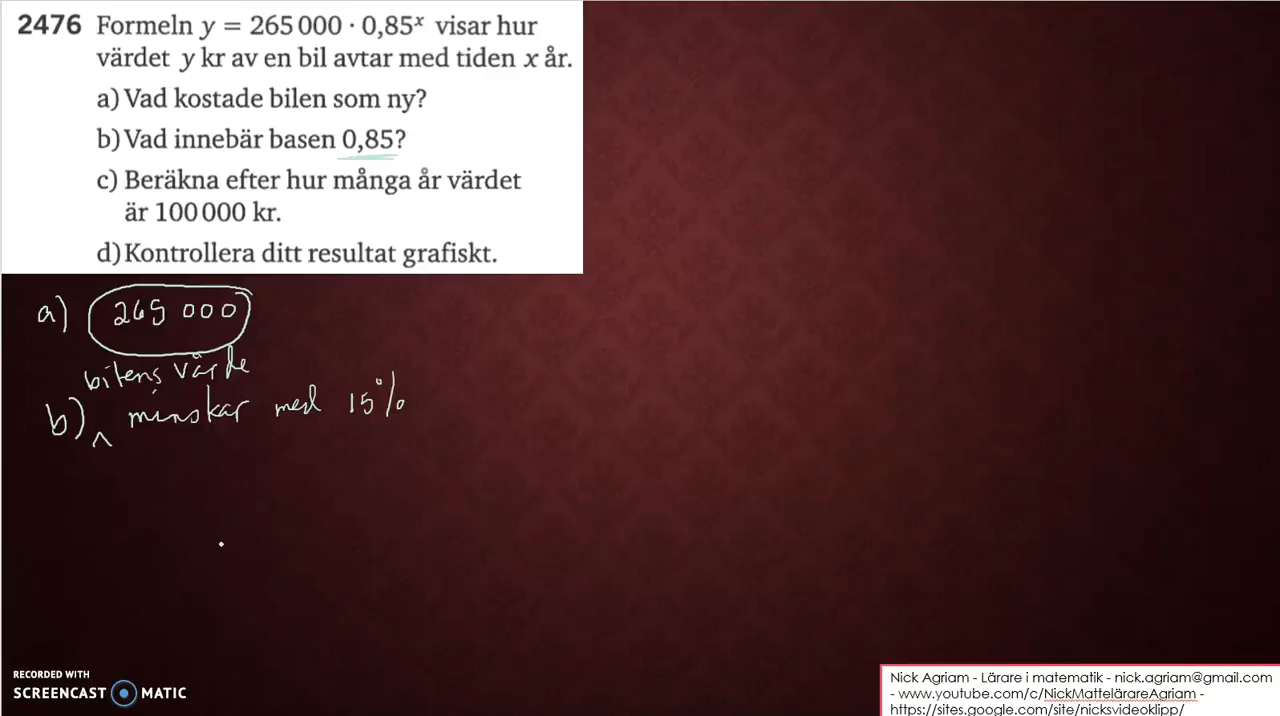 2476 Formeln y = 265 000 · 0,85ˣ visar hur
värdet y kr av en bil avtar med tiden x år.
a) Vad kostade bilen som ny?
b) Vad innebär basen 0,85?
c) Beräkna efter hur många år värdet
är 100 000 kr.
d) Kontrollera ditt resultat grafiskt.
a) 265 000
bilens värde
b) ^ minskar med 15%
RECORDED WITH
SCREENCAST MATIC
Nick Agriam - Lärare i matematik - nick.agriam@gmail.com
- www.youtube.com/c/NickMattelärareAgriam -
https://sites.google.com/site/nicksvideoklipp/